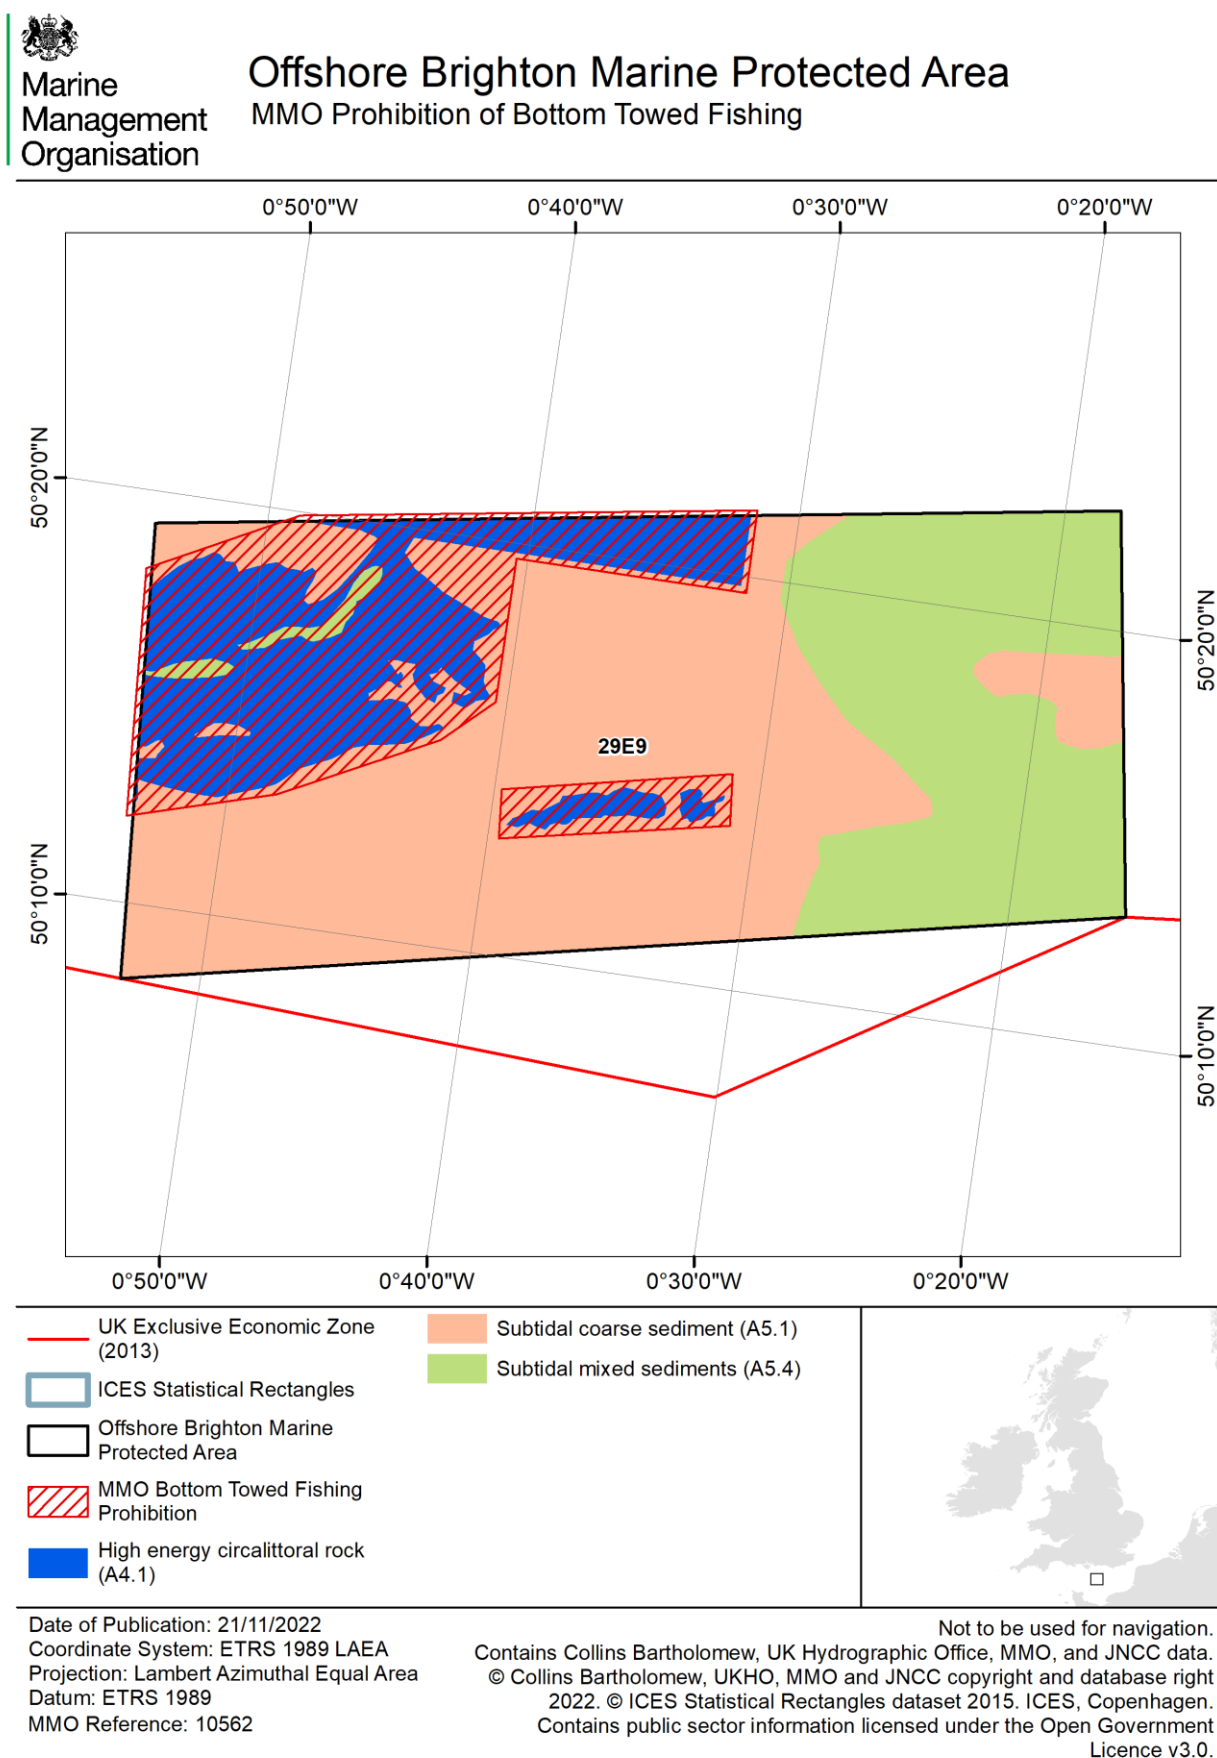 Marine
Management
Organisation
Offshore Brighton Marine Protected Area
MMO Prohibition of Bottom Towed Fishing
0°50'0"W
0°40'0"W
0°30'0"W
0°20'0"W
50°20'0"N
50°20'0"N
29E9
50°10'0"N
50°10'0"N
0°50'0"W
0°40'0"W
0°30'0"W
0°20'0"W
UK Exclusive Economic Zone
(2013)
ICES Statistical Rectangles
Offshore Brighton Marine
Protected Area
MMO Bottom Towed Fishing
Prohibition
High energy circalittoral rock
(A4.1)
Subtidal coarse sediment (A5.1)
Subtidal mixed sediments (A5.4)
Date of Publication: 21/11/2022
Coordinate System: ETRS 1989 LAEA
Projection: Lambert Azimuthal Equal Area
Datum: ETRS 1989
MMO Reference: 10562
Not to be used for navigation.
Contains Collins Bartholomew, UK Hydrographic Office, MMO, and JNCC data.
© Collins Bartholomew, UKHO, MMO and JNCC copyright and database right
2022. © ICES Statistical Rectangles dataset 2015. ICES, Copenhagen.
Contains public sector information licensed under the Open Government
Licence v3.0.